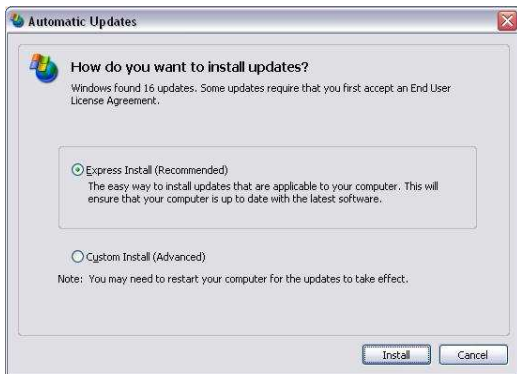 Automatic Updates
How do you want to install updates?
Windows found 16 updates. Some updates require that you first accept an End User
License Agreement.
Express Install (Recommended)
The easy way to install updates that are applicable to your computer. This will
ensure that your computer is up to date with the latest software.
Custom Install (Advanced)
Note: You may need to restart your computer for the updates to take effect.
Install Cancel